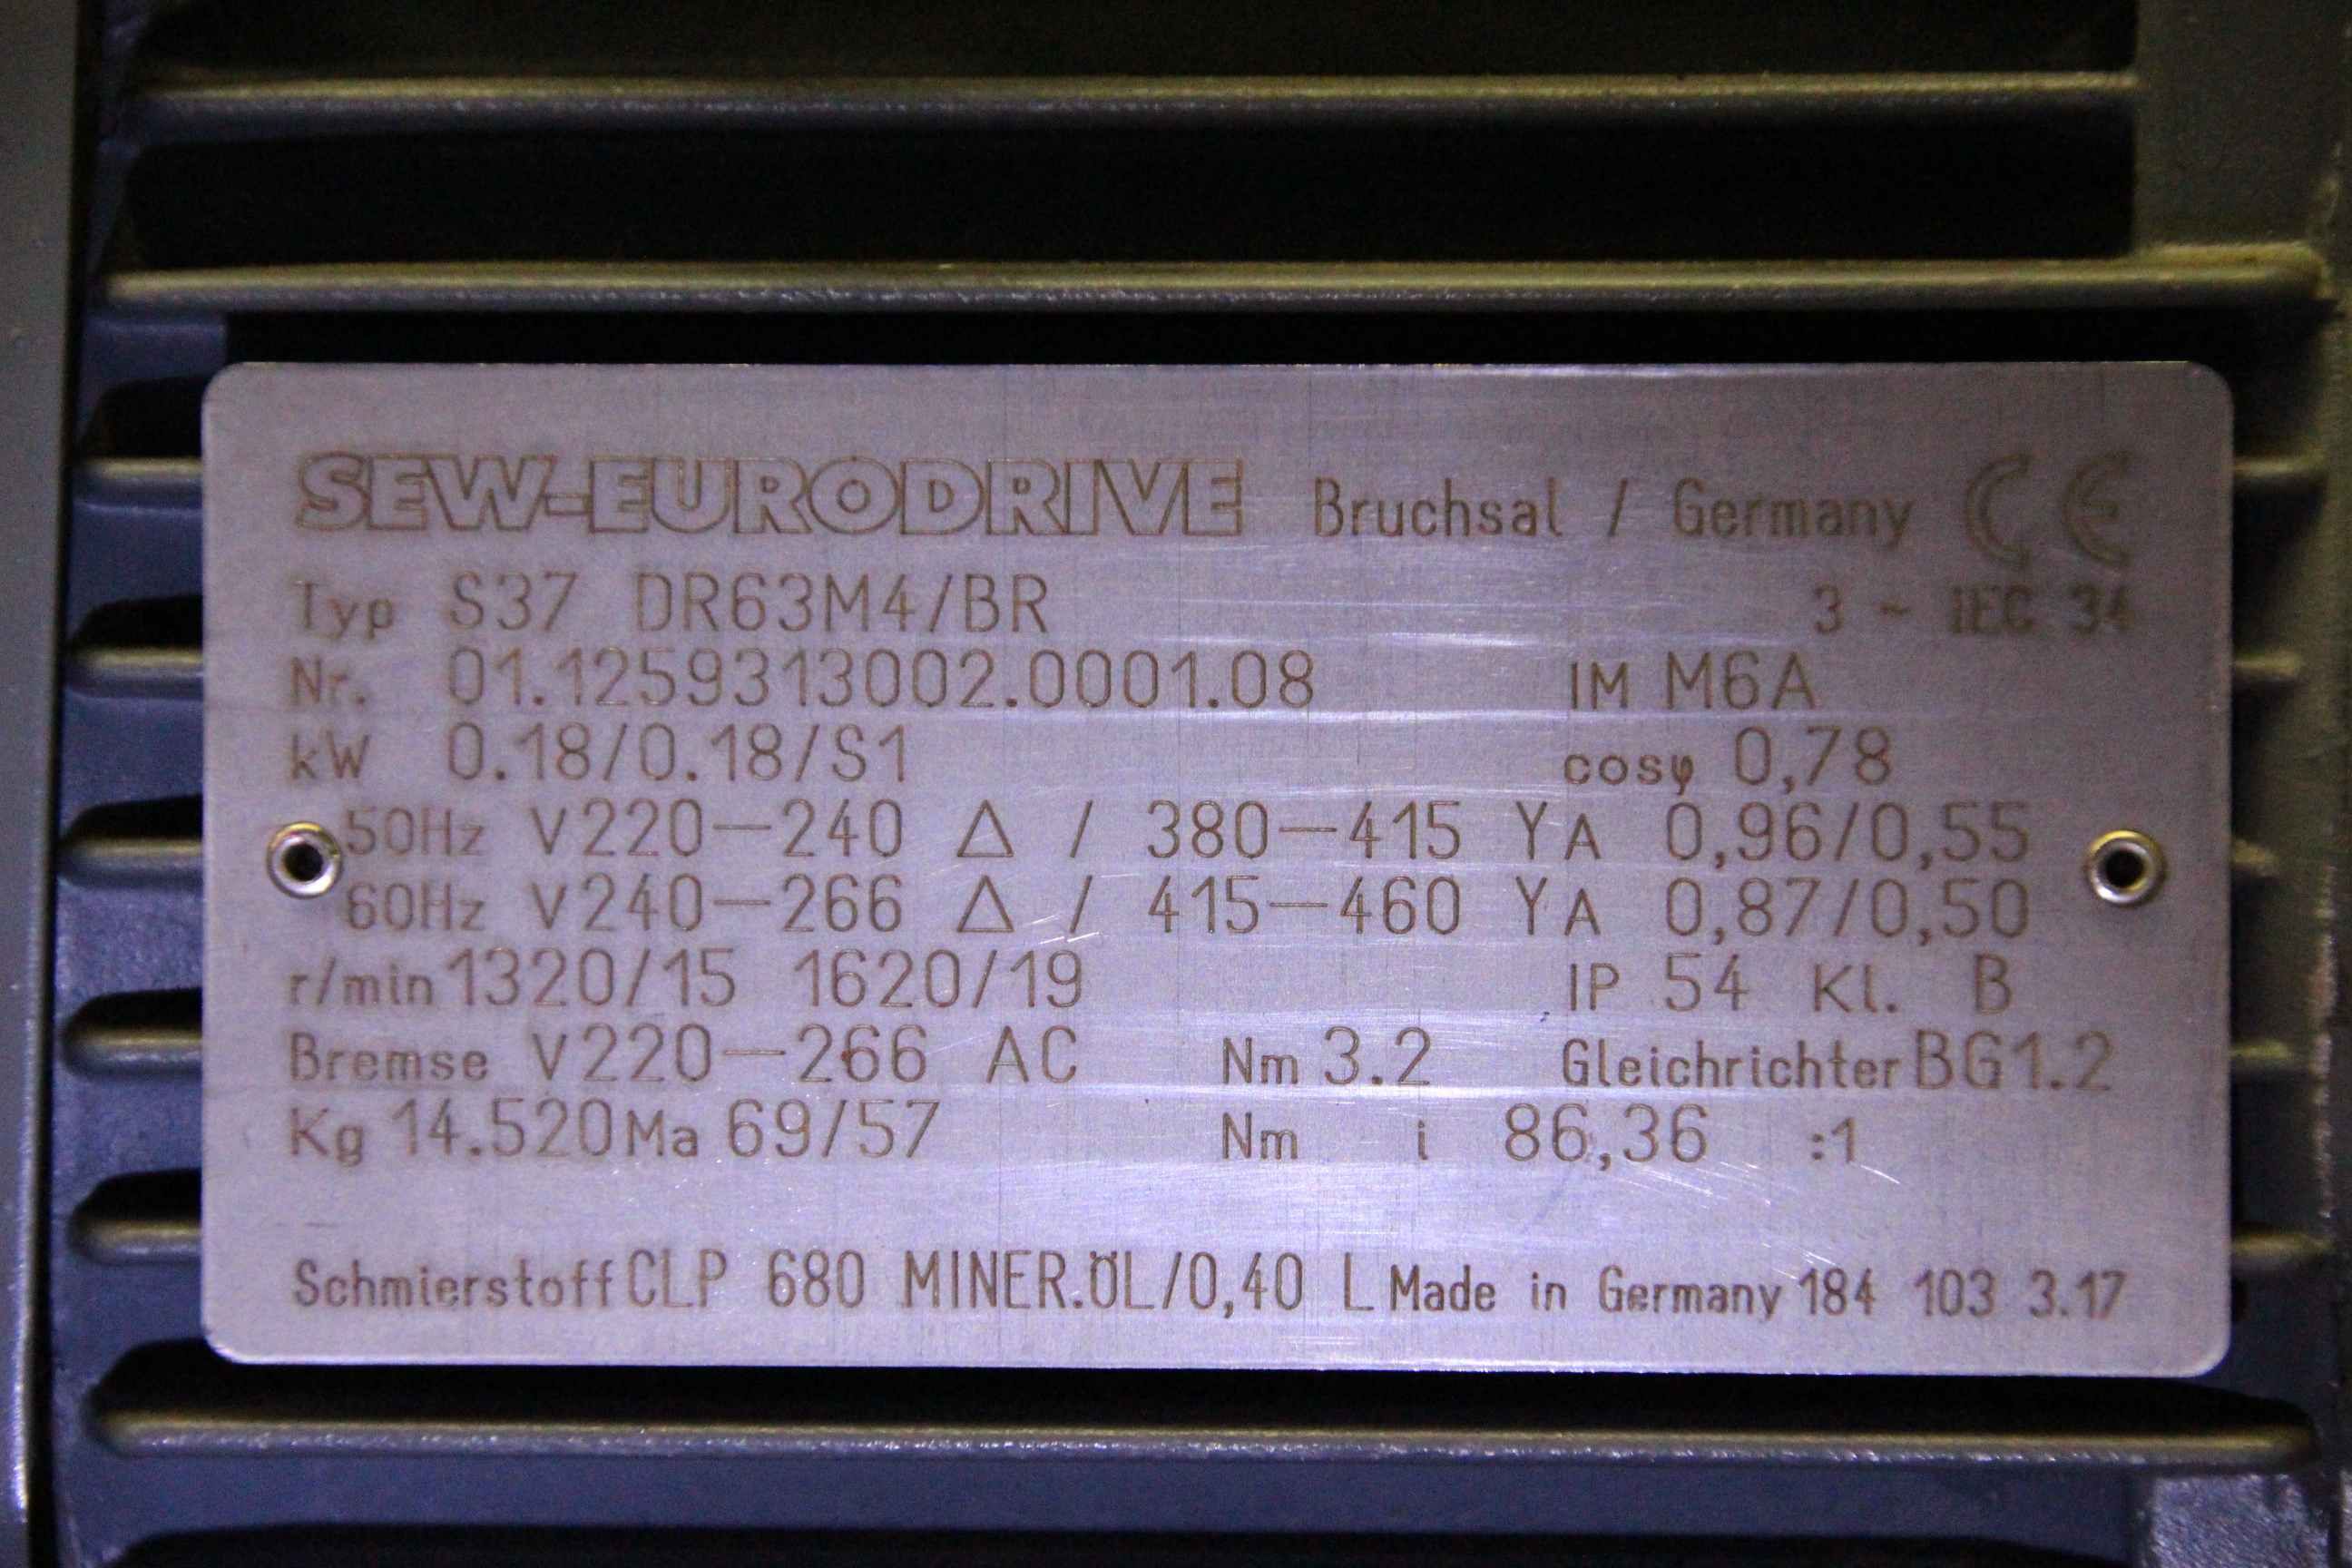 SEW-EURODRIVE Bruchsal / Germany CE
Typ S37 DR63M4/BR 3 ~ IEC 34
Nr. 01.1259313002.0001.08 IM M6A
kW 0.18/0.18/S1 cosφ 0,78
50Hz V220-240 Δ / 380-415 Y A 0,96/0,55
60Hz V240-266 Δ / 415-460 Y A 0,87/0,50
r/min 1320/15 1620/19 IP 54 Kl. B
Bremse V220-266 AC Nm 3.2 Gleichrichter BG1.2
Kg 14.520 Ma 69/57 Nm i 86,36 :1
Schmierstoff CLP 680 MINER.ÖL/0,40 L Made in Germany 184 103 3.17